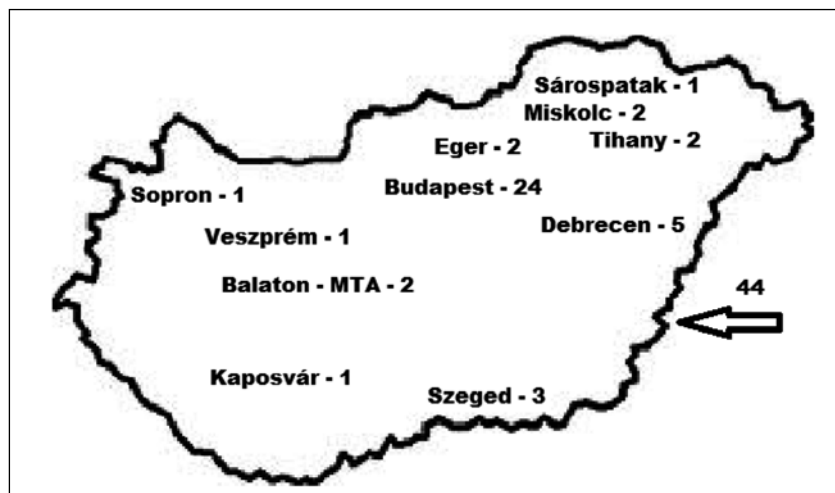 Sárospatak - 1
Miskolc - 2
Tihany - 2
Eger - 2
Budapest - 24
Sopron - 1
Debrecen - 5
Veszprém - 1
Balaton - MTA - 2
44
Kaposvár - 1
Szeged - 3